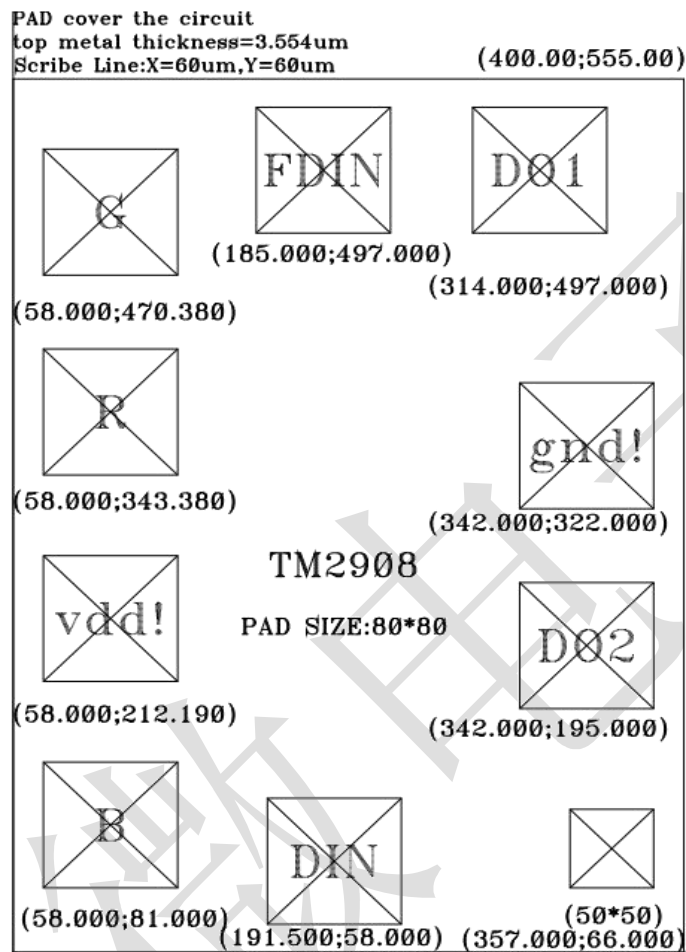 PAD cover the circuit
top metal thickness=3.554um
Scribe Line:X=60um,Y=60um
(400.00;555.00)
FDIN
DO1
G
(185.000;497.000)
(314.000;497.000)
(58.000;470.380)
R
gnd!
(58.000;343.380)
(342.000;322.000)
TM2908
vdd!
PAD SIZE:80*80
DO2
(58.000;212.190)
(342.000;195.000)
B
DIN
(50*50)
(58.000;81.000)
(191.500;58.000)
(357.000;66.000)
微电